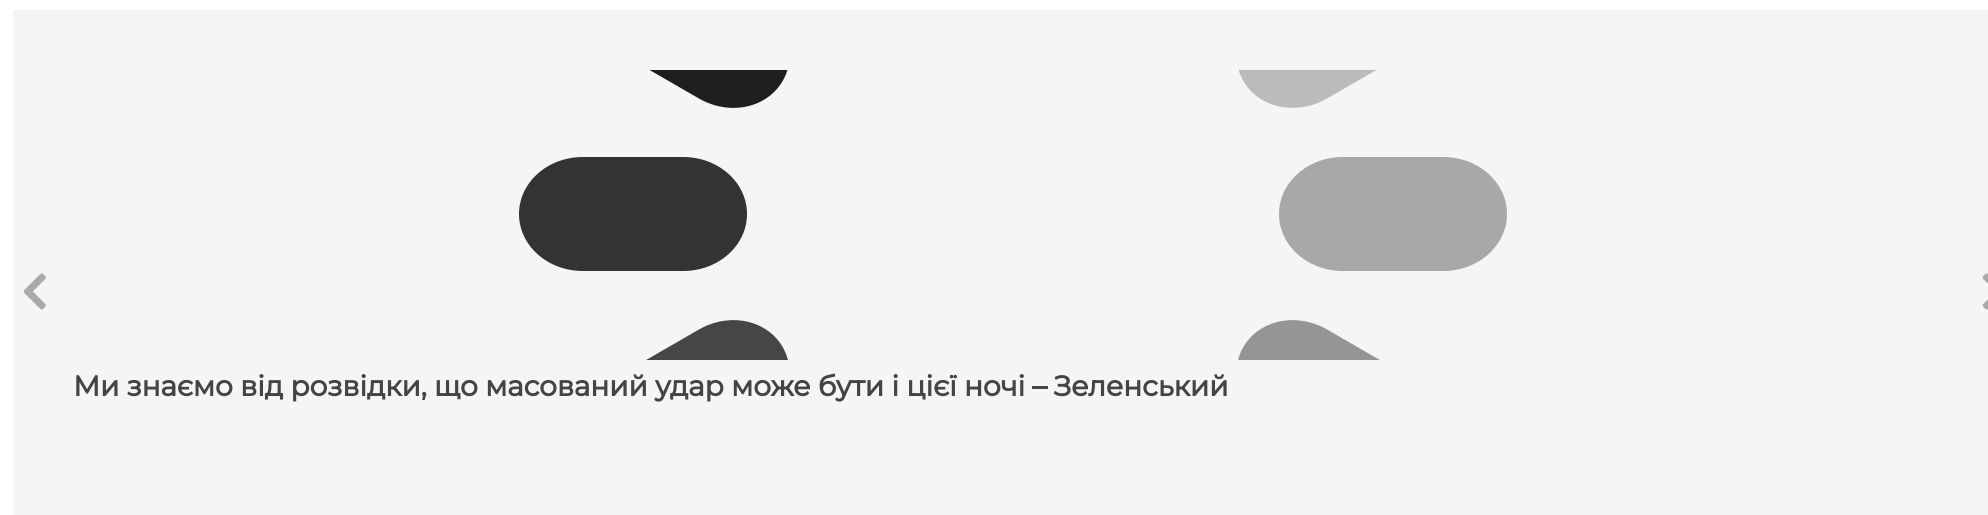 Ми знаємо від розвідки, що масований удар може бути і цієї ночі – Зеленський